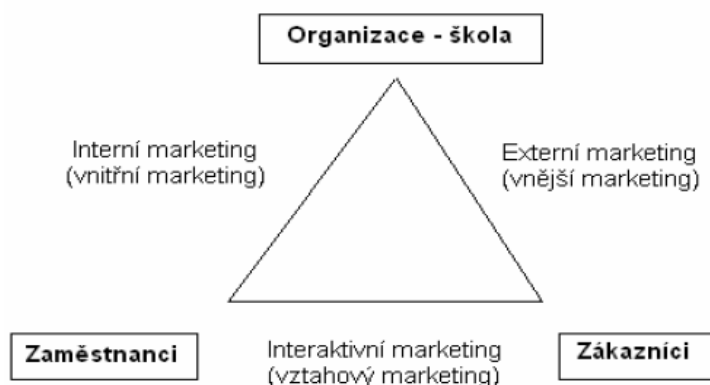 Organizace - škola
Interní marketing
(vnitřní marketing)
Externí marketing
(vnější marketing)
Zaměstnanci
Interaktivní marketing
(vztahový marketing)
Zákazníci